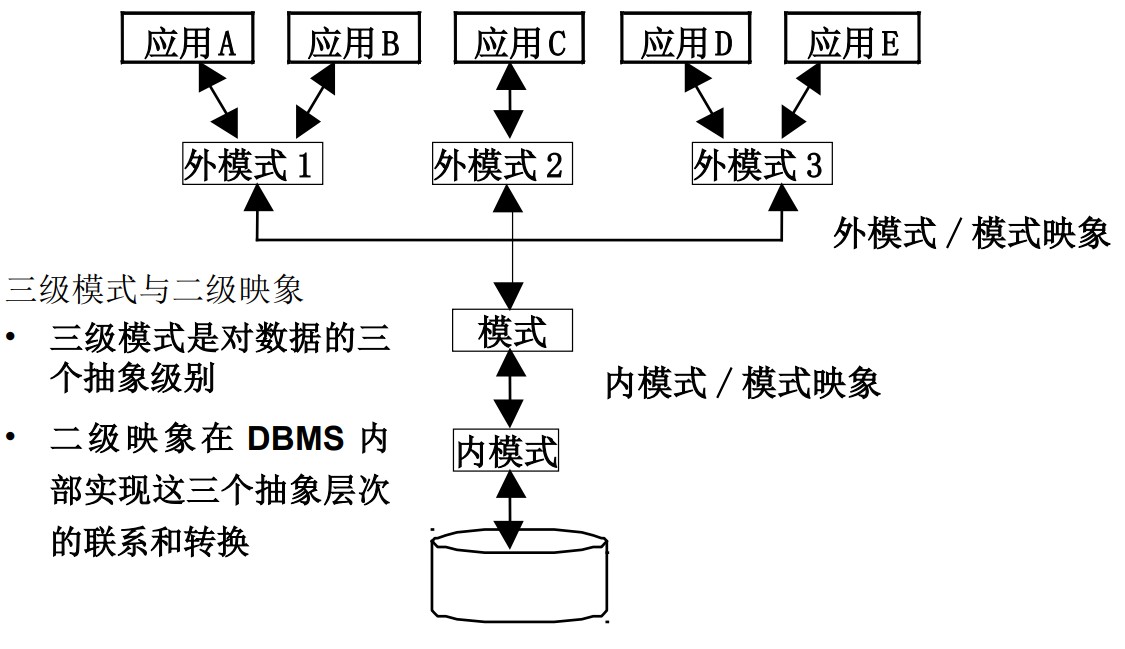 应用A 应用B 应用C 应用D 应用E
外模式1 外模式2 外模式3
外模式/模式映象
三级模式与二级映象
• 三级模式是对数据的三
个抽象级别
• 二级映象在 DBMS 内
部实现这三个抽象层次
的联系和转换
模式
内模式/模式映象
内模式